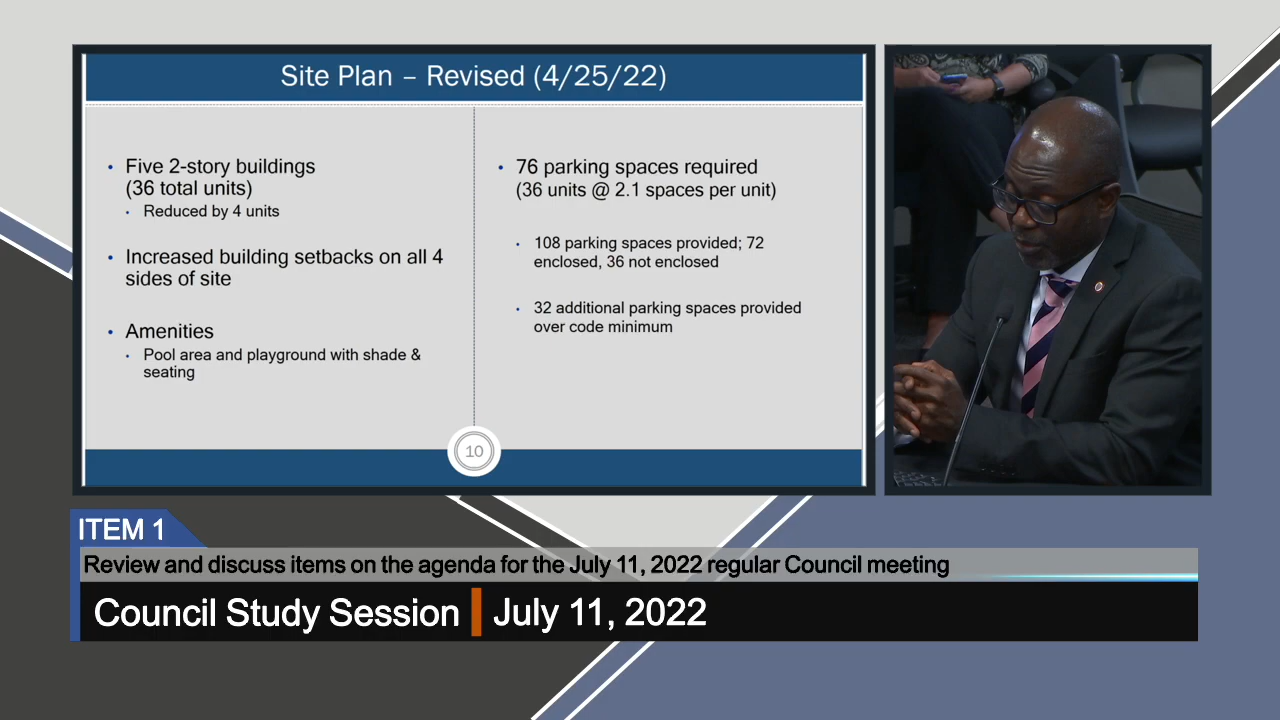 Site Plan – Revised (4/25/22)
• Five 2-story buildings
(36 total units)
• Reduced by 4 units
• Increased building setbacks on all 4
sides of site
• Amenities
• Pool area and playground with shade &
seating
• 76 parking spaces required
(36 units @ 2.1 spaces per unit)
• 108 parking spaces provided; 72
enclosed, 36 not enclosed
• 32 additional parking spaces provided
over code minimum
10
ITEM 1
Review and discuss items on the agenda for the July 11, 2022 regular Council meeting
Council Study Session July 11, 2022